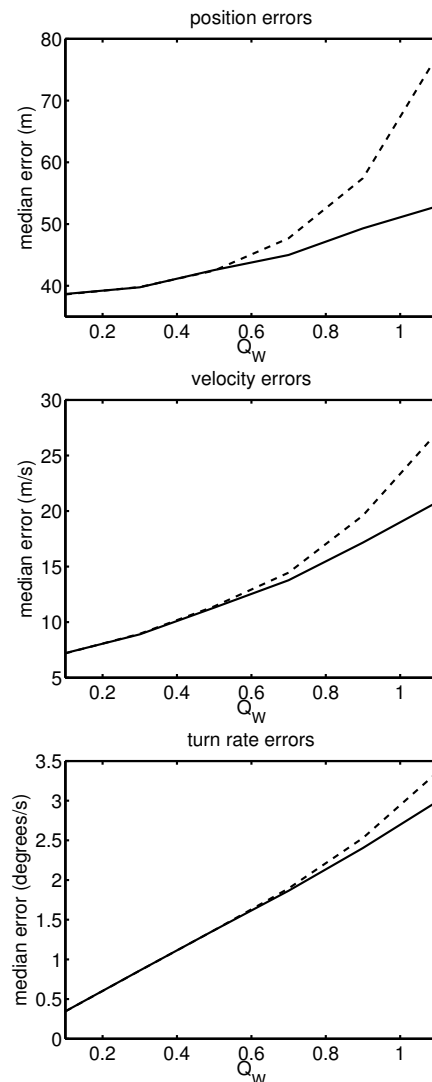 position errors
80
70
60
50
40
median error (m)
0.2 0.4 0.6 0.8 1
Q_W
velocity errors
30
25
20
15
10
5
median error (m/s)
0.2 0.4 0.6 0.8 1
Q_W
turn rate errors
3.5
3
2.5
2
1.5
1
0.5
0
median error (degrees/s)
0.2 0.4 0.6 0.8 1
Q_W